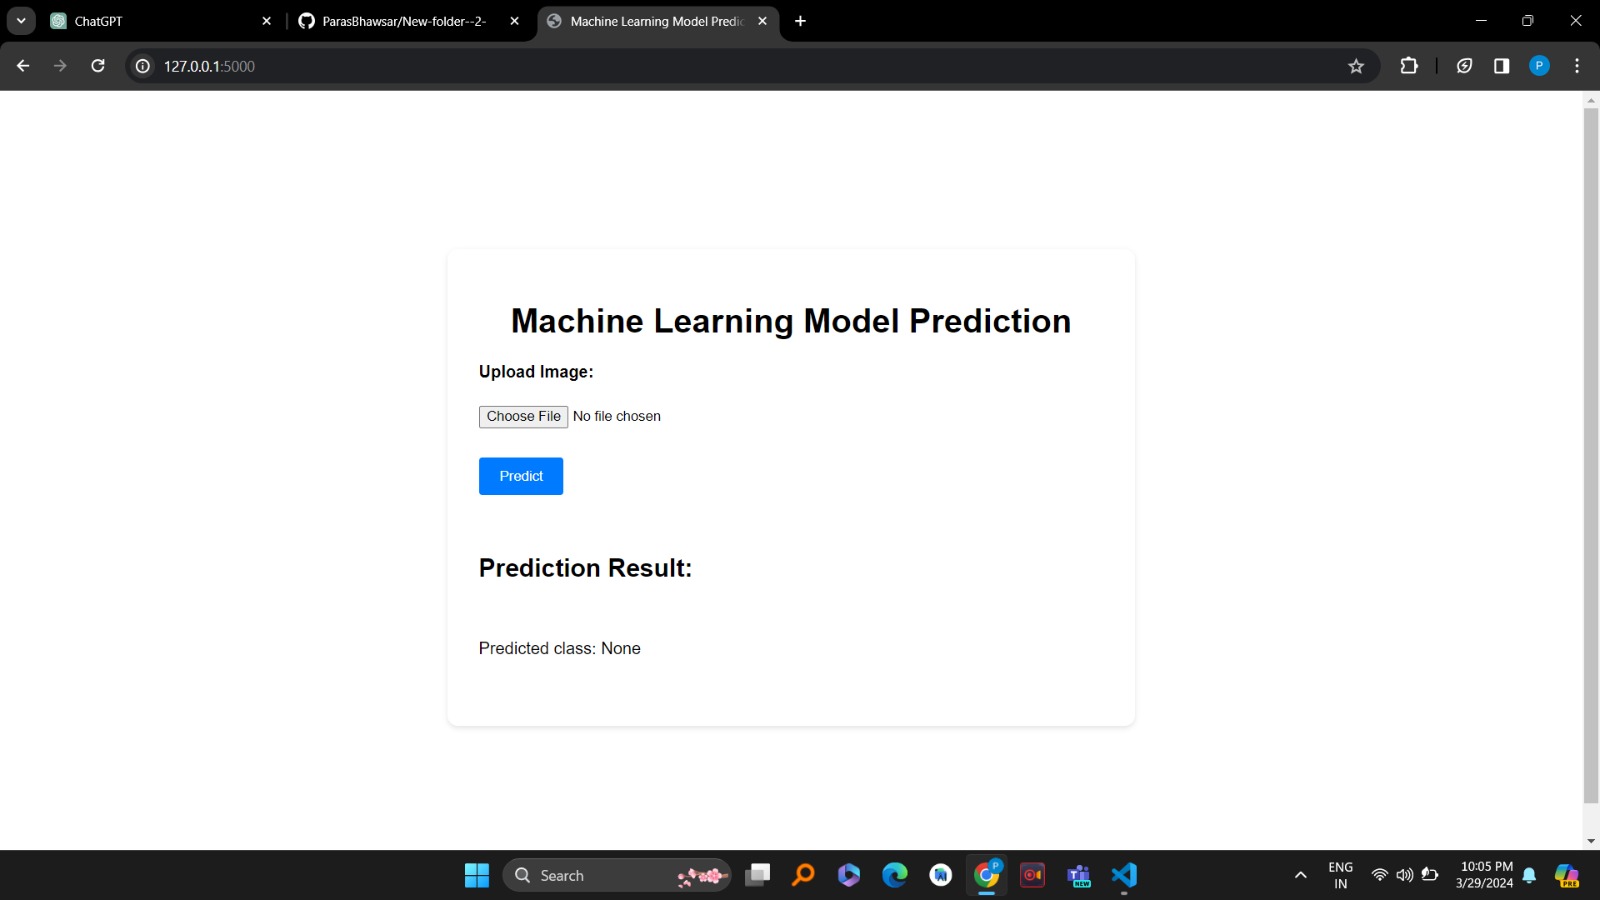 ChatGPT
ParasBhawsar/New-folder--2-
Machine Learning Model Predic
127.0.0.1:5000
P
Machine Learning Model Prediction
Upload Image:
Choose File No file chosen
Predict
Prediction Result:
Predicted class: None
Search
P
NEW
ENG
IN
10:05 PM
3/29/2024
PRE